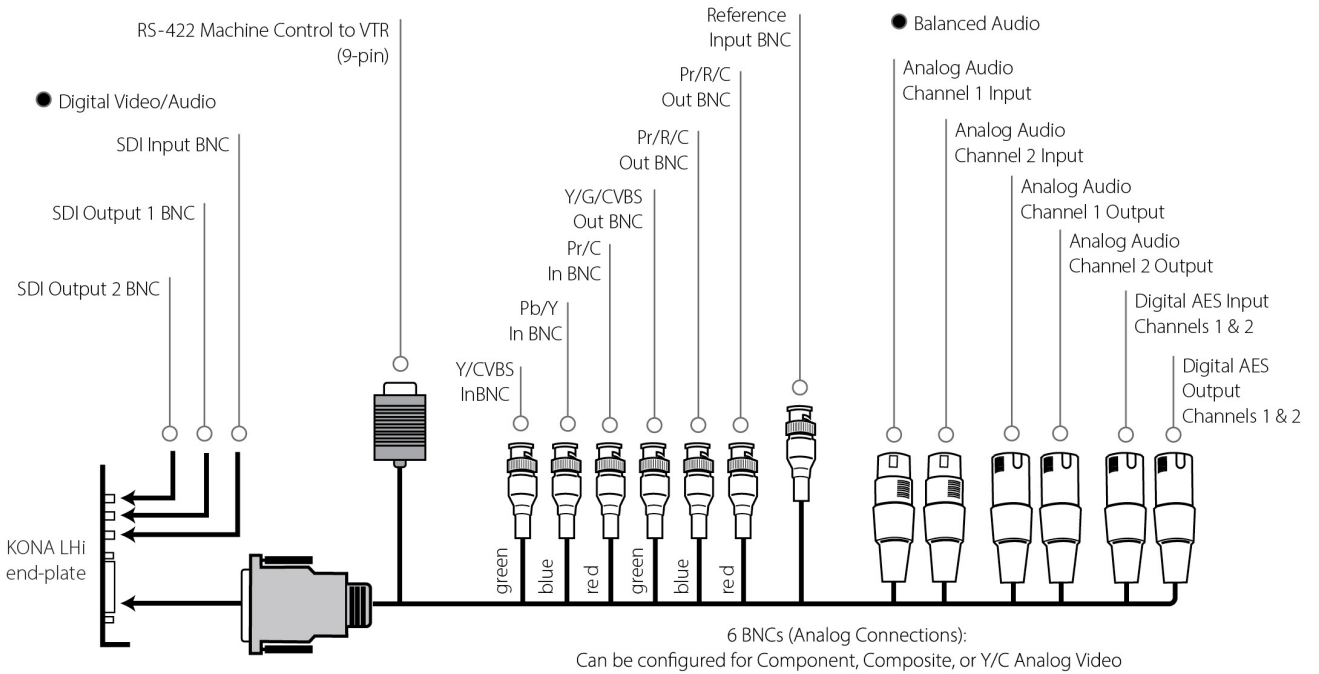 RS-422 Machine Control to VTR
(9-pin)
● Digital Video/Audio
SDI Input BNC
SDI Output 1 BNC
SDI Output 2 BNC
KONA LHi
end-plate
Reference
Input BNC
Pr/R/C
Out BNC
Pr/R/C
Out BNC
Y/G/CVBS
Out BNC
Pr/C
In BNC
Pb/Y
In BNC
Y/CVBS
InBNC
green
blue
red
green
blue
red
● Balanced Audio
Analog Audio
Channel 1 Input
Analog Audio
Channel 2 Input
Analog Audio
Channel 1 Output
Analog Audio
Channel 2 Output
Digital AES Input
Channels 1 & 2
Digital AES
Output
Channels 1 & 2
6 BNCs (Analog Connections):
Can be configured for Component, Composite, or Y/C Analog Video